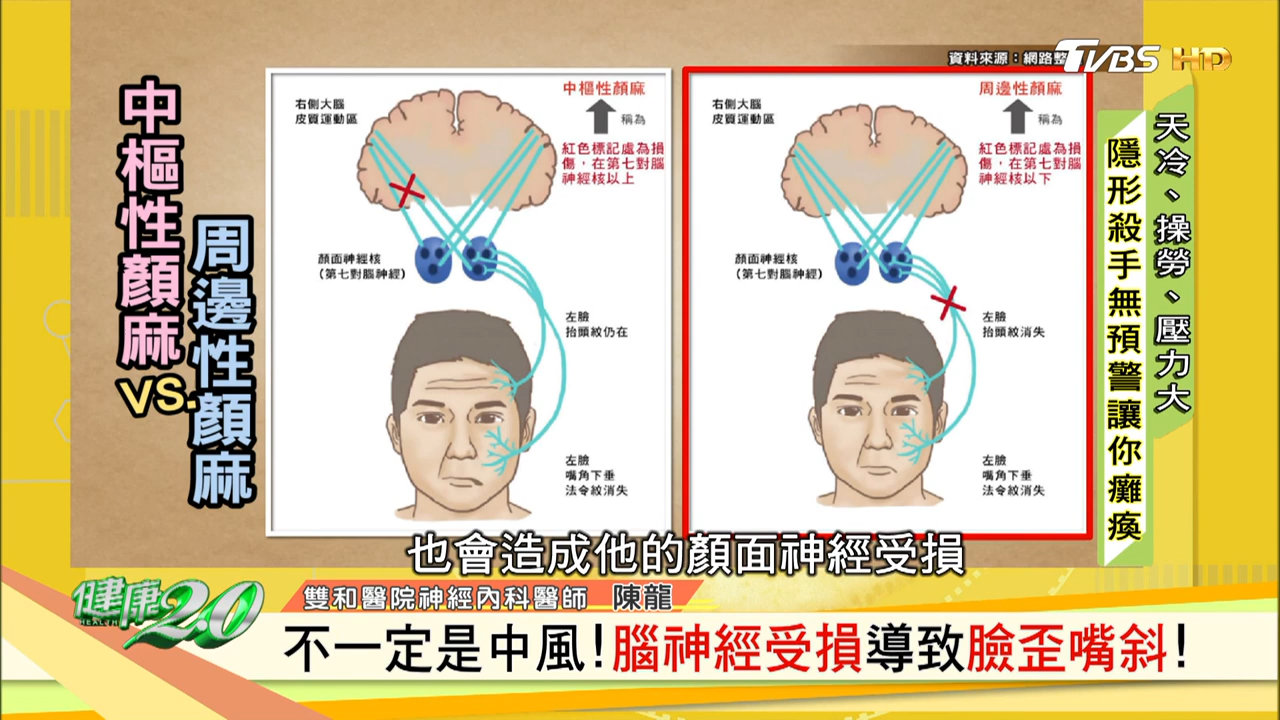 資料來源：網路整
TVBS HD
中樞性顏麻
vs.
周邊性顏麻
右側大腦
皮質運動區
中樞性顏麻
稱為
紅色標記處為損
傷，在第七對腦
神經核以上
顏面神經核
（第七對腦神經）
左臉
抬頭紋仍在
左臉
嘴角下垂
法令紋消失
右側大腦
皮質運動區
周邊性顏麻
稱為
紅色標記處為損
傷，在第七對腦
神經核以下
顏面神經核
（第七對腦神經）
左臉
抬頭紋消失
左臉
嘴角下垂
法令紋消失
天冷、操勞、壓力大
隱形殺手無預警讓你癱瘓
也會造成他的顏面神經受損
健康2.0
HEALTH
雙和醫院神經內科醫師 陳龍
不一定是中風！腦神經受損導致臉歪嘴斜！